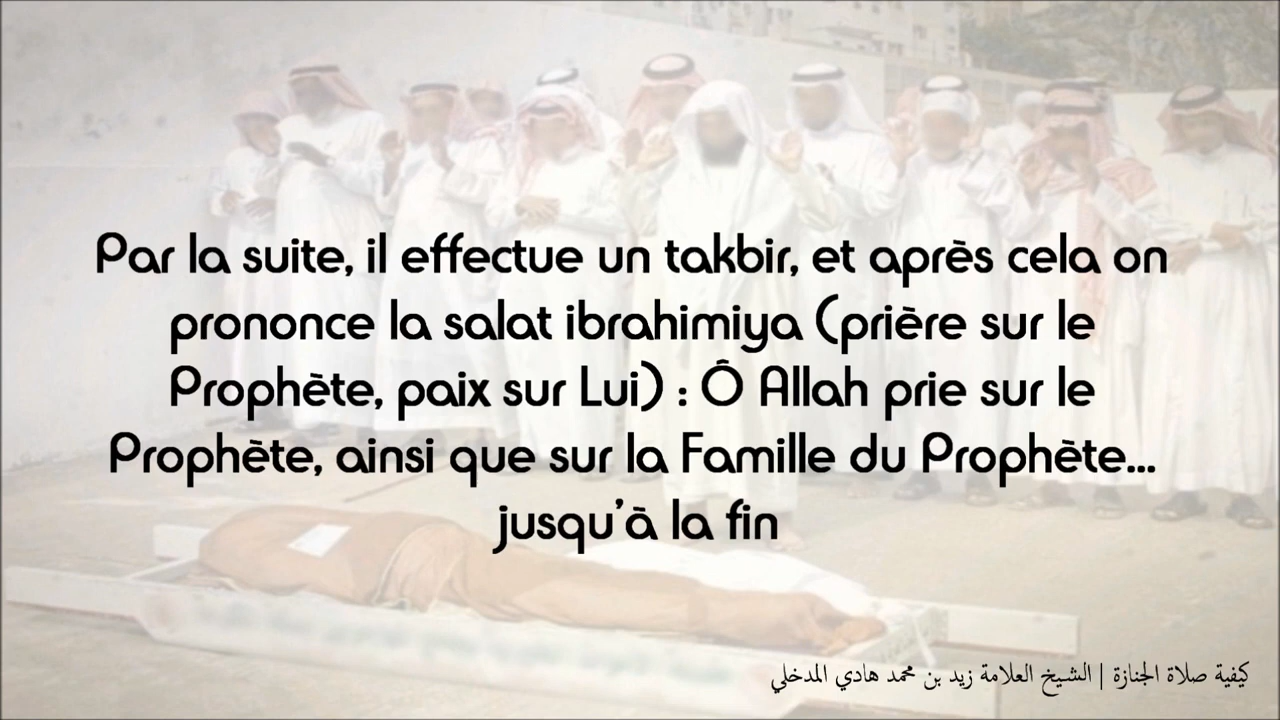 Par la suite, il effectue un takbir, et après cela on
prononce la salat ibrahimiya (prière sur le
Prophète, paix sur Lui) : Ô Allah prie sur le
Prophète, ainsi que sur la Famille du Prophète...
jusqu'à la fin
كيفية صلاة الجنازة | الشيخ العلامة زيد بن محمد هادي المدخلي